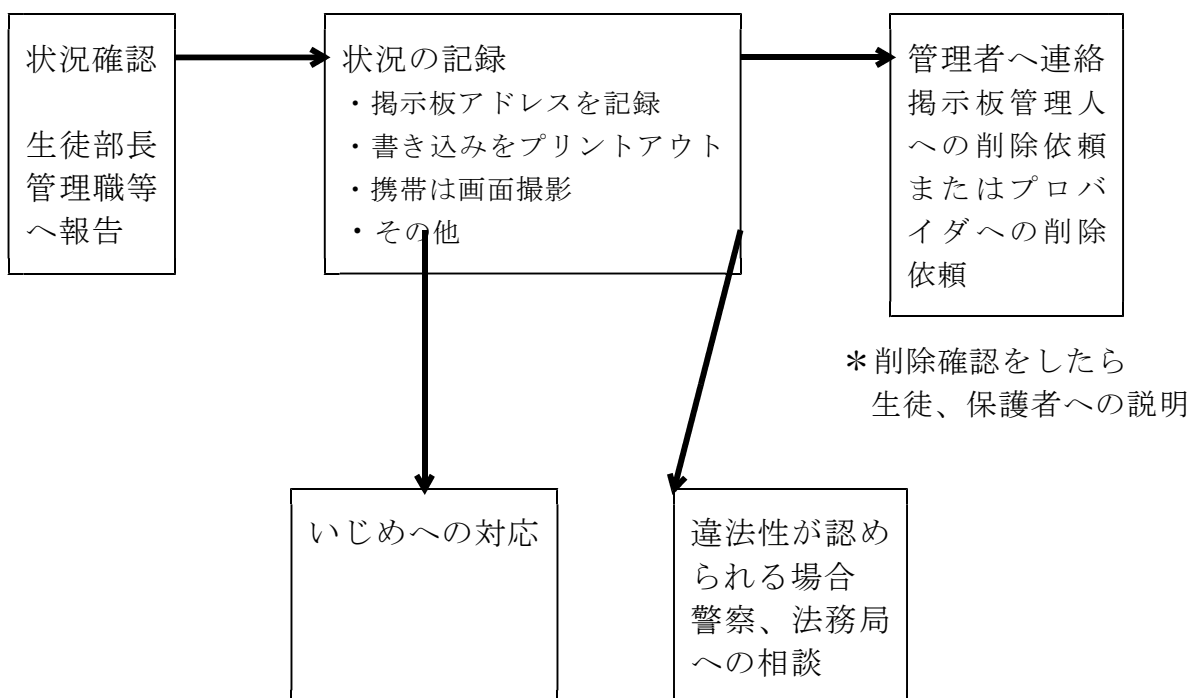 状況確認
生徒部長
管理職等
へ報告
状況の記録
・掲示板アドレスを記録
・書き込みをプリントアウト
・携帯は画面撮影
・その他
管理者へ連絡
掲示板管理人
への削除依頼
またはプロバ
イダへの削除
依頼
＊削除確認をしたら
生徒、保護者への説明
いじめへの対応
違法性が認め
られる場合
警察、法務局
への相談